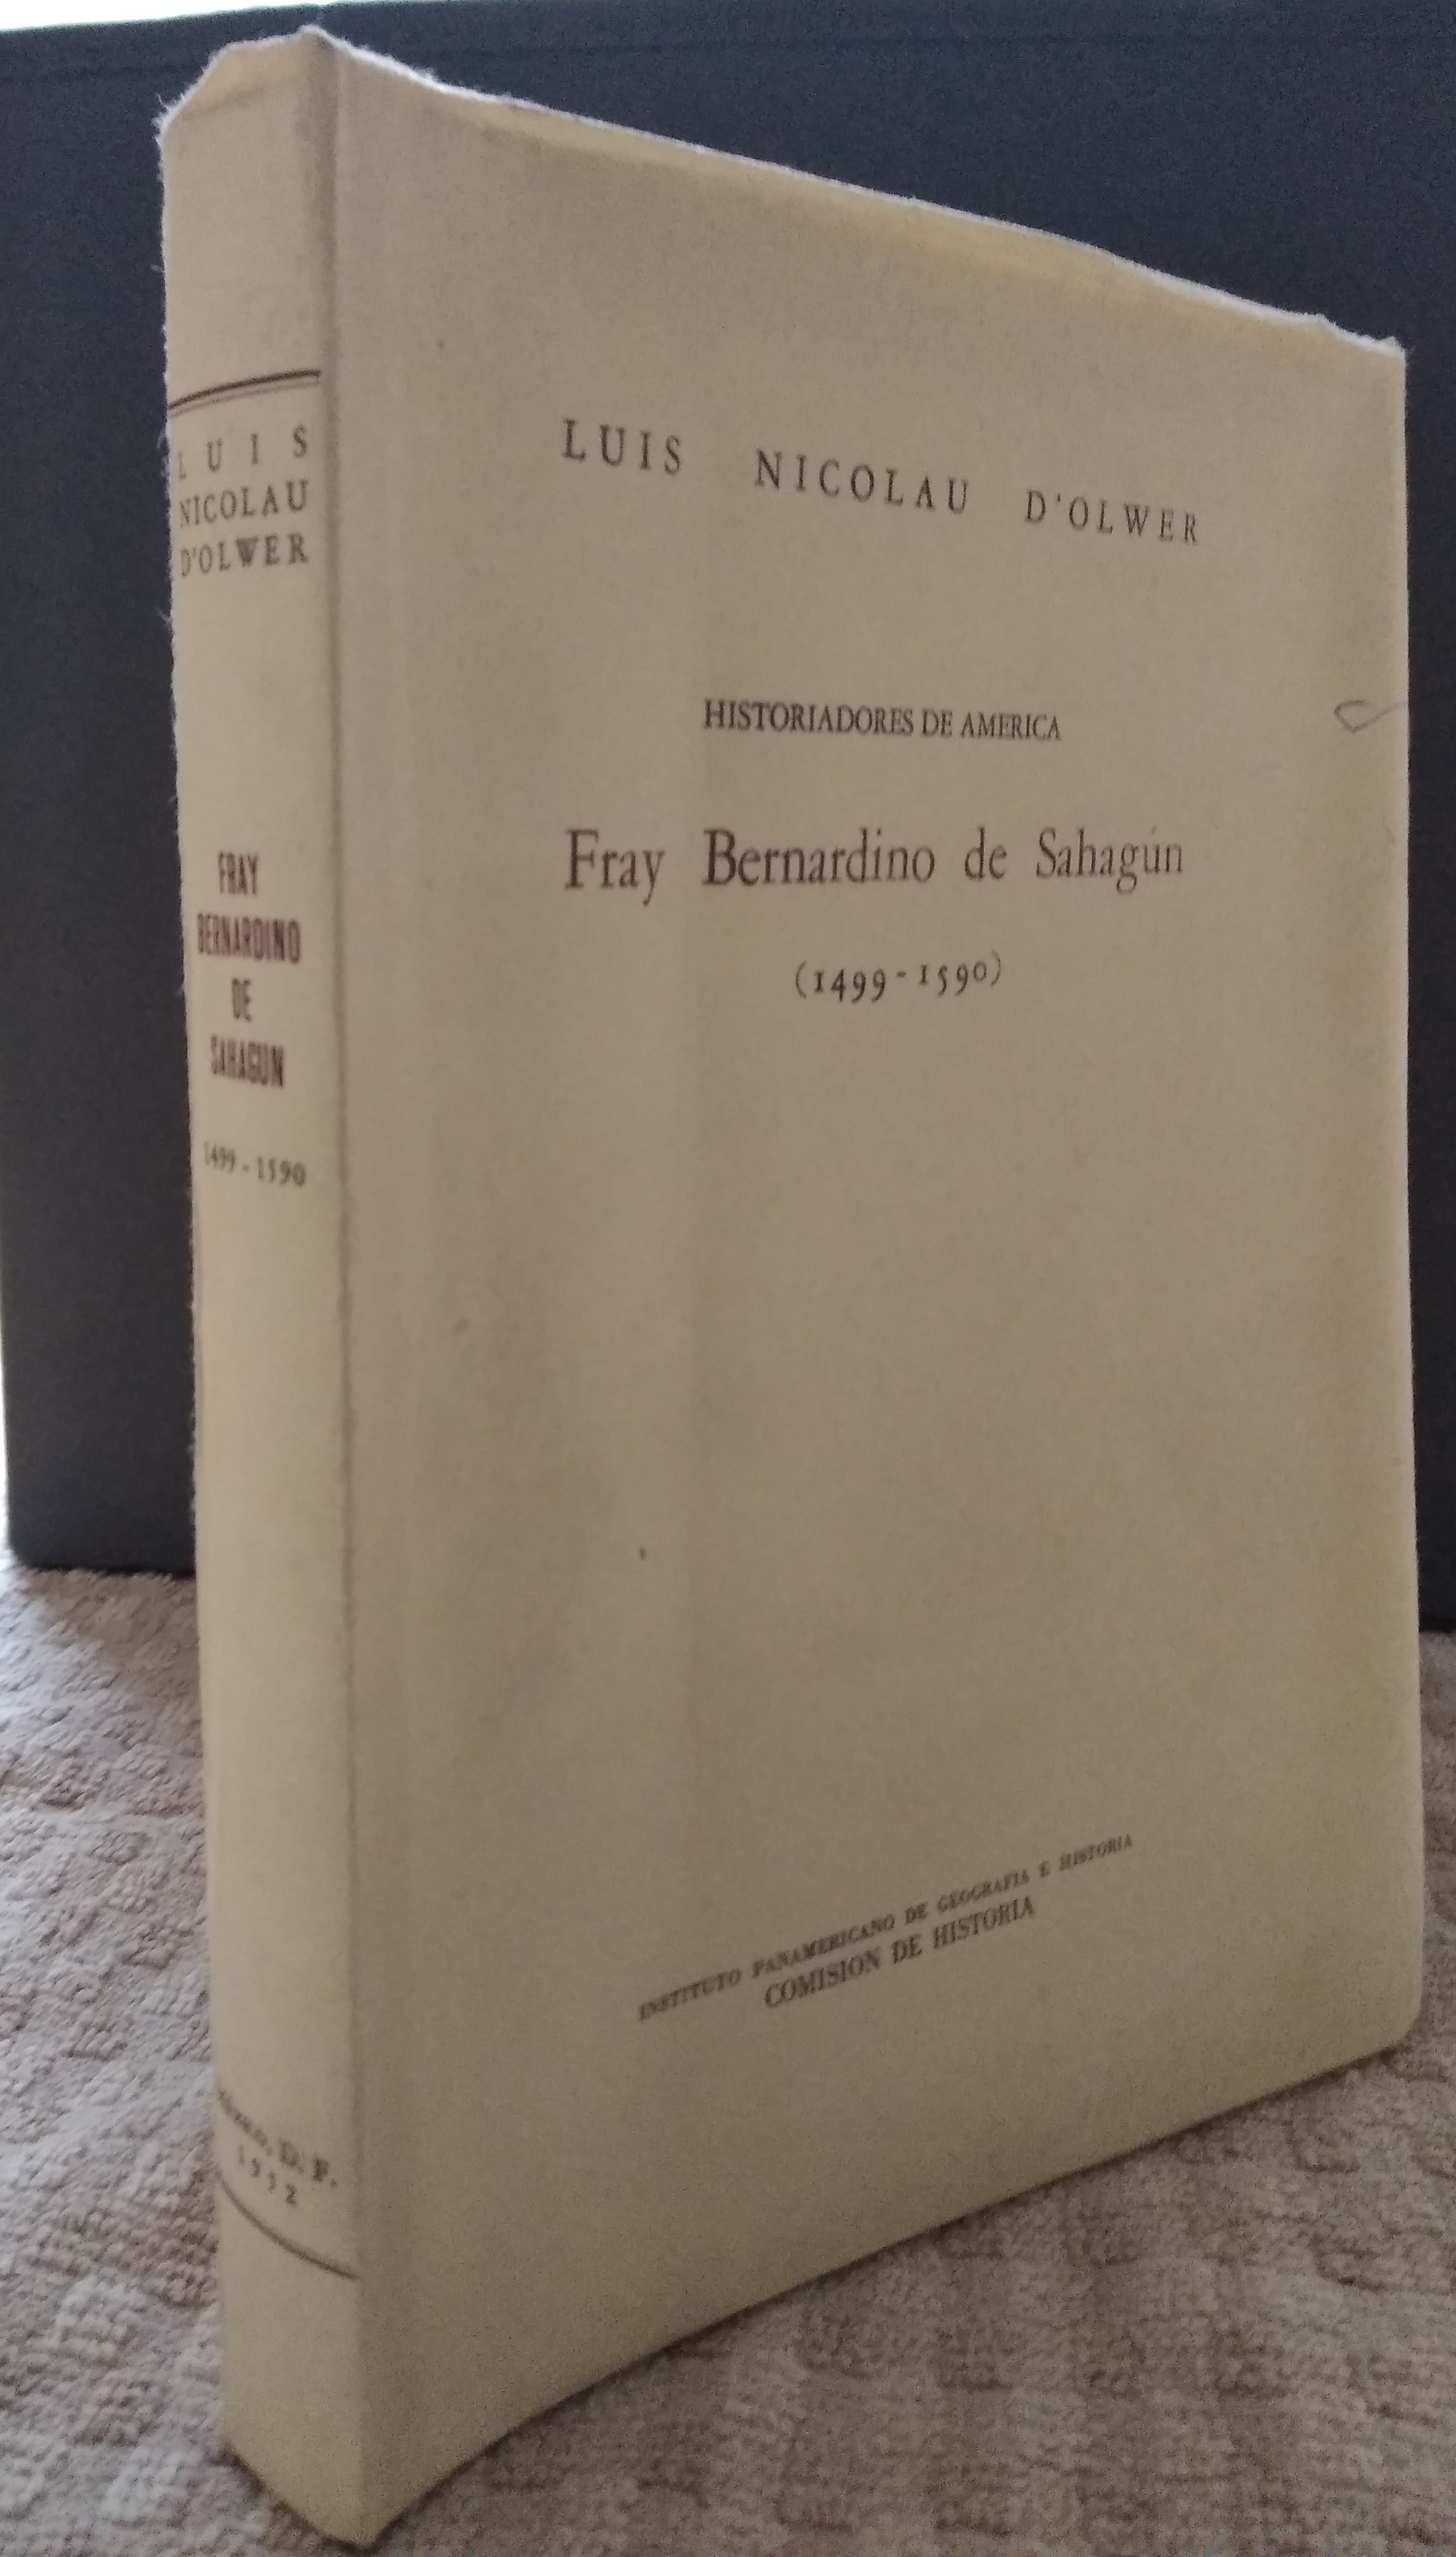 LUIS
NICOLAU
D'OLWER
FRAY
BERNARDINO
DE
SAHAGUN
1499-1590
D. F.
1952
LUIS NICOLAU D'OLWER
HISTORIADORES DE AMERICA
Fray Bernardino de Sahagún
(1499-1590)
INSTITUTO PANAMERICANO DE GEOGRAFIA E HISTORIA
COMISION DE HISTORIA